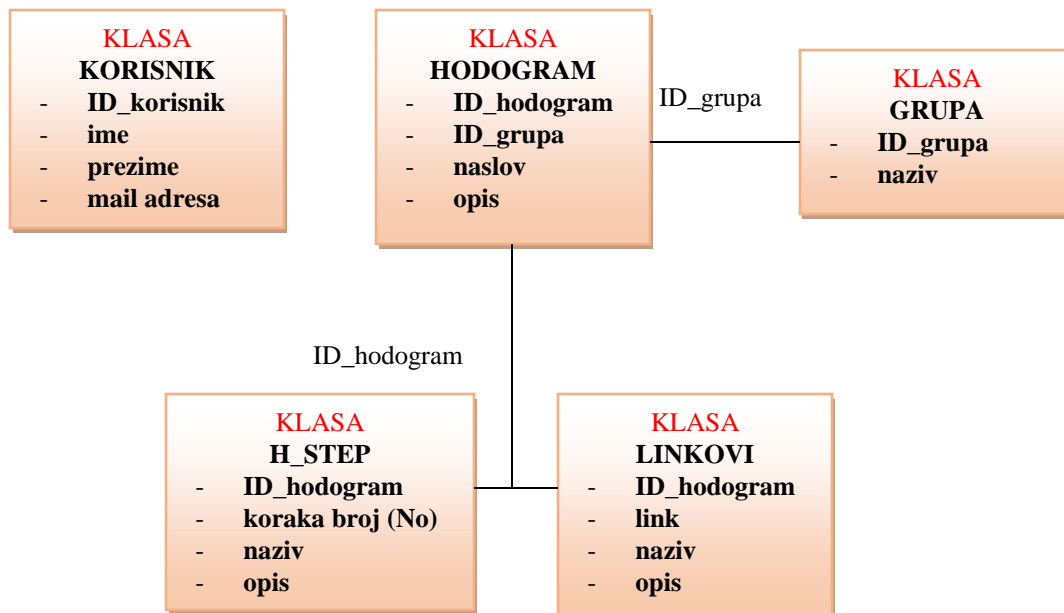 KLASA
KORISNIK
- ID_korisnik
- ime
- prezime
- mail adresa
KLASA
HODOGRAM
- ID_hodogram
- ID_grupa
- naslov
- opis
ID_grupa
KLASA
GRUPA
- ID_grupa
- naziv
ID_hodogram
KLASA
H_STEP
- ID_hodogram
- koraka broj (No)
- naziv
- opis
KLASA
LINKOVI
- ID_hodogram
- link
- naziv
- opis